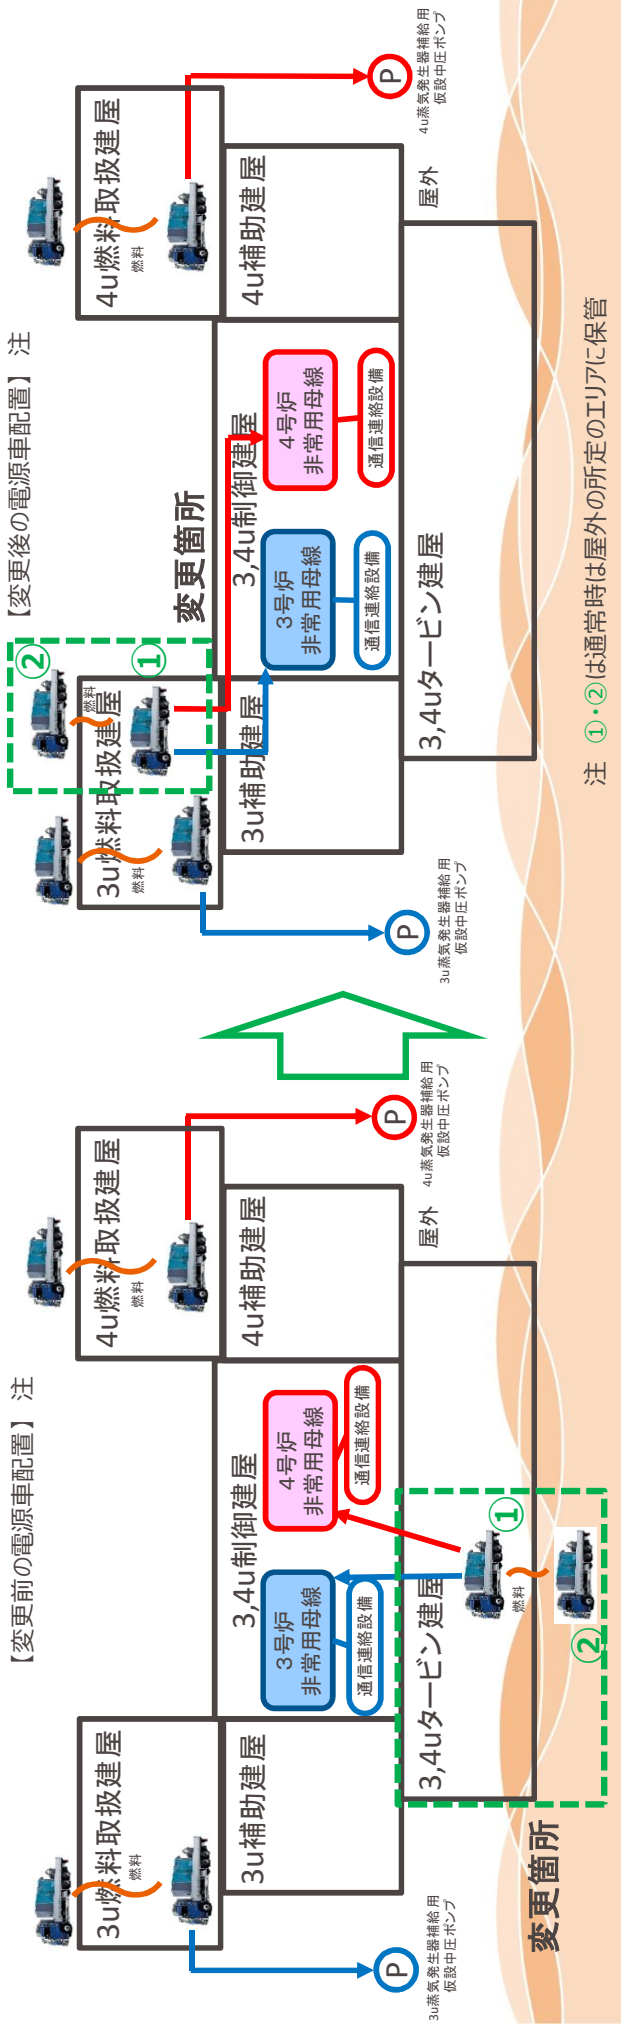 【変更前の電源車配置】 注
3u燃料取扱建屋
燃料
4u燃料取扱建屋
燃料
3,4u制御建屋
3号炉
非常用母線
4号炉
非常用母線
通信連絡設備
通信連絡設備
3u補助建屋
4u補助建屋
屋外
3,4uタービン建屋
①
燃料
②
変更箇所
P
3u蒸気発生器補給用
仮設中圧ポンプ
P
4u蒸気発生器補給用
仮設中圧ポンプ
【変更後の電源車配置】 注
②
燃料
①
変更箇所
3u燃料取扱建屋
燃料
4u燃料取扱建屋
燃料
3,4u制御建屋
3号炉
非常用母線
4号炉
非常用母線
通信連絡設備
通信連絡設備
3u補助建屋
4u補助建屋
屋外
3,4uタービン建屋
P
3u蒸気発生器補給用
仮設中圧ポンプ
P
4u蒸気発生器補給用
仮設中圧ポンプ
注 ①・②は通常時は屋外の所定のエリアに保管